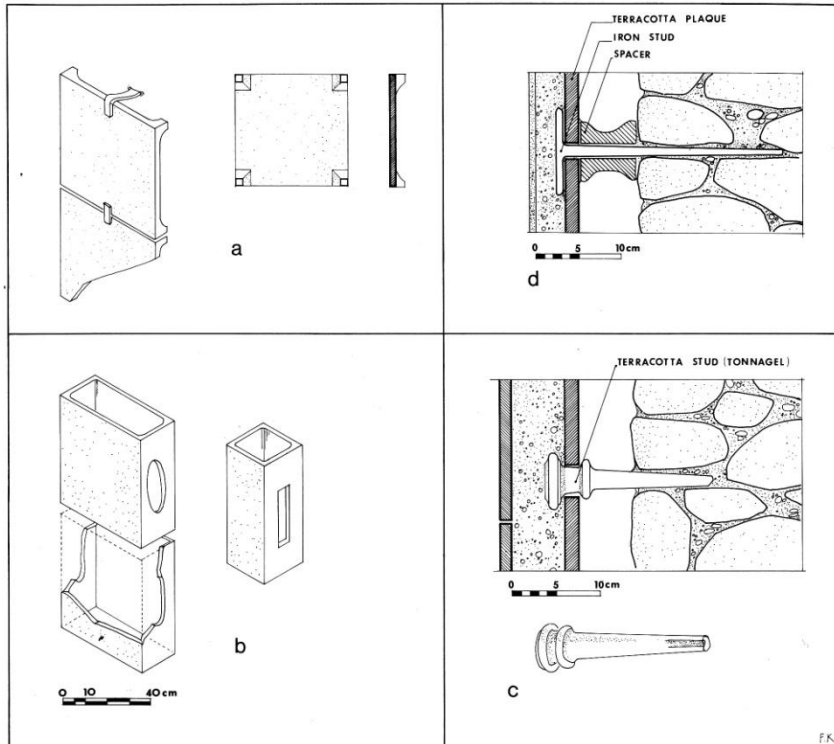 TERRACOTTA PLAQUE
IRON STUD
SPACER
a
0 5 10cm
d
TERRACOTTA STUD (TONNAGEL)
b
0 10 40cm
0 5 10cm
c
F.K